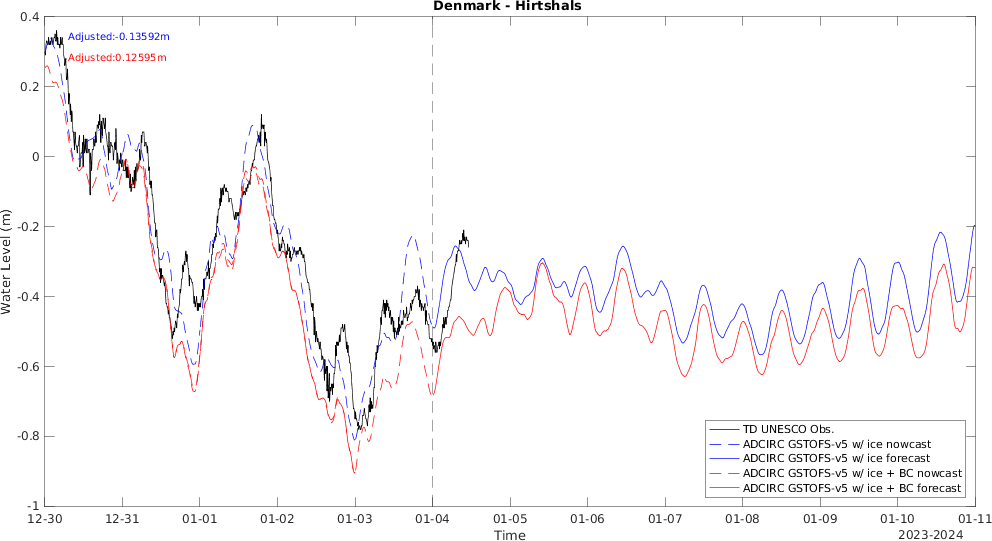 Denmark - Hirtshals
Adjusted:-0.13592m
Adjusted:0.12595m
Water Level (m)
0.4
0.2
0
-0.2
-0.4
-0.6
-0.8
-1
12-30 12-31 01-01 01-02 01-03 01-04 01-05 01-06 01-07 01-08 01-09 01-10 01-11
Time
2023-2024
TD UNESCO Obs.
ADCIRC GSTOFS-v5 w/ ice nowcast
ADCIRC GSTOFS-v5 w/ ice forecast
ADCIRC GSTOFS-v5 w/ ice + BC nowcast
ADCIRC GSTOFS-v5 w/ ice + BC forecast